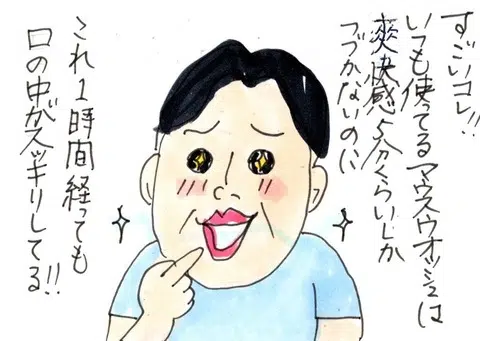 すごいコレ!!
いつも使ってるマウスウオッシュは
爽快感5分くらいしか
つづかないのに
これ1時間経っても
口の中がスッキリしてる!!